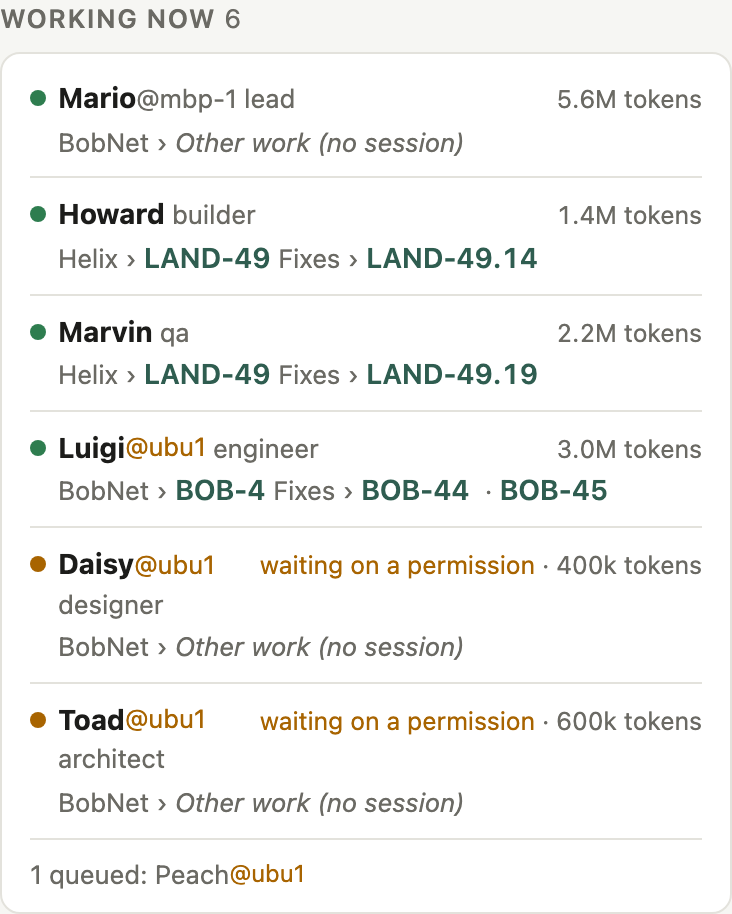 WORKING NOW 6
Mario@mbp-1 lead 5.6M tokens
BobNet › Other work (no session)
Howard builder 1.4M tokens
Helix › LAND-49 Fixes › LAND-49.14
Marvin qa 2.2M tokens
Helix › LAND-49 Fixes › LAND-49.19
Luigi@ubu1 engineer 3.0M tokens
BobNet › BOB-4 Fixes › BOB-44 · BOB-45
Daisy@ubu1 waiting on a permission · 400k tokens
designer
BobNet › Other work (no session)
Toad@ubu1 waiting on a permission · 600k tokens
architect
BobNet › Other work (no session)
1 queued: Peach@ubu1